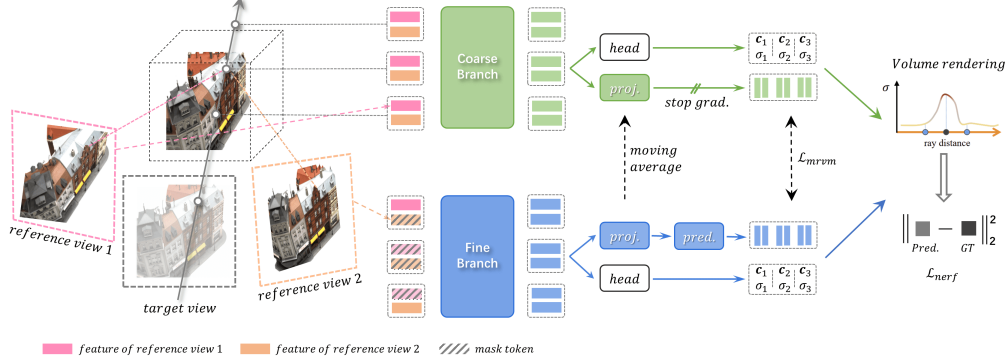 Coarse
Branch
head
proj.
stop grad.
c₁ c₂ c₃
σ₁ σ₂ σ₃
Volume rendering
σ
ray distance
moving
average
ℒmrvm
reference view 1
target view
reference view 2
Fine
Branch
proj.
pred.
head
c₁ c₂ c₃
σ₁ σ₂ σ₃
‖ Pred. − GT ‖₂²
ℒnerf
feature of reference view 1
feature of reference view 2
mask token